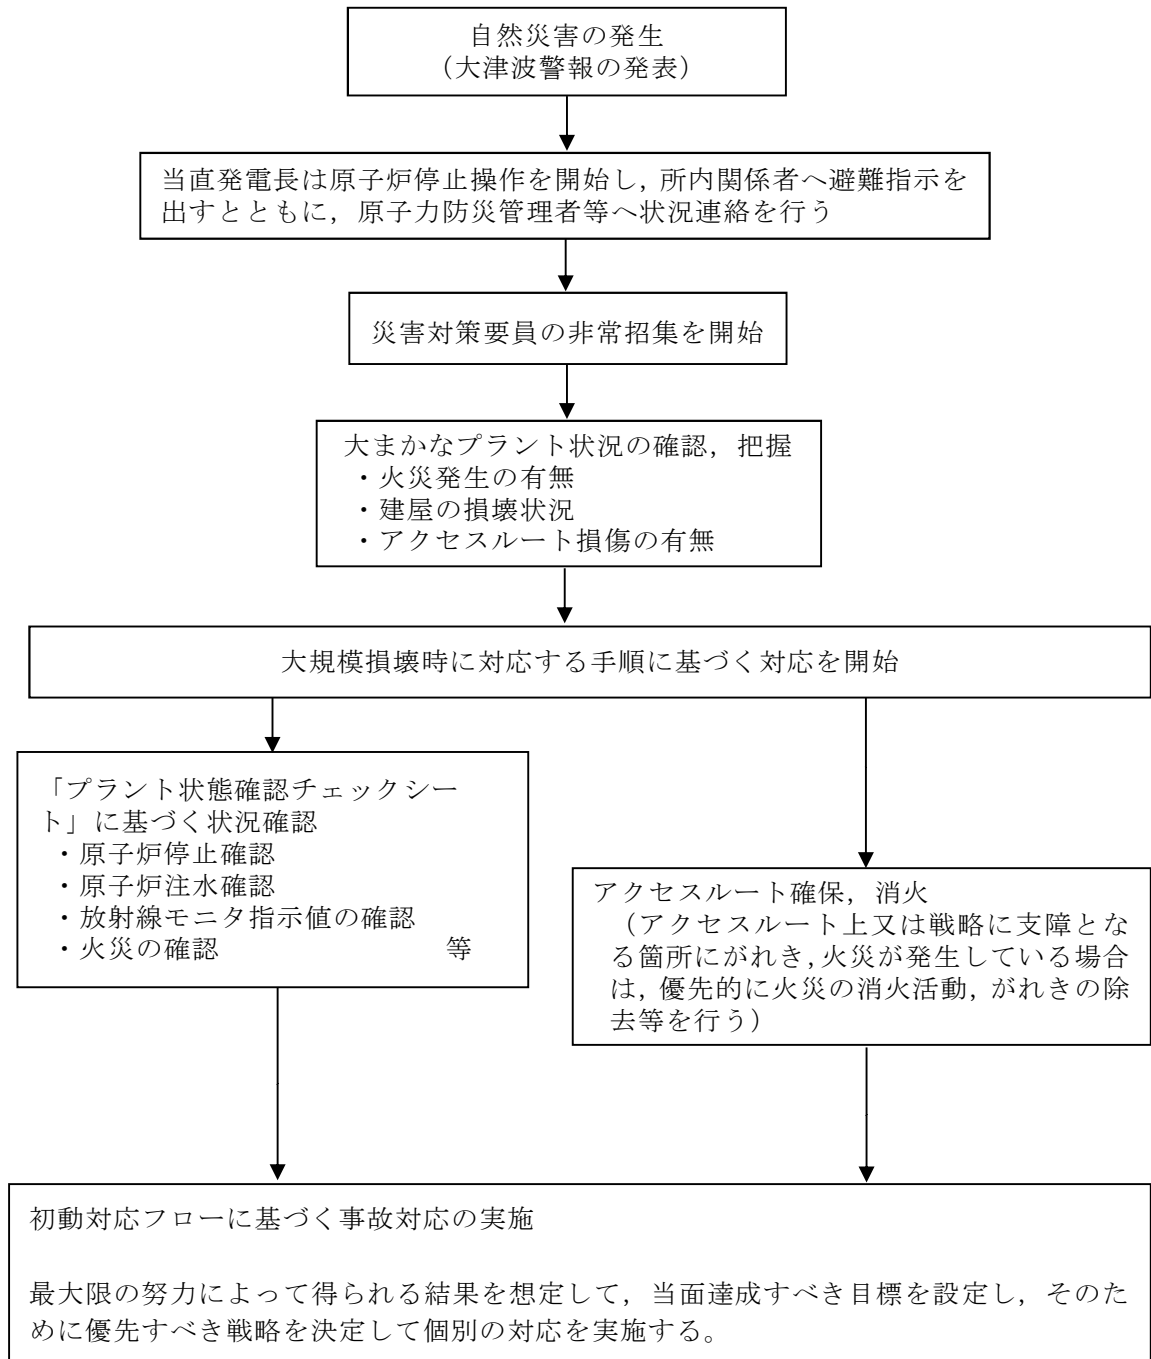 自然災害の発生
（大津波警報の発表）
当直発電長は原子炉停止操作を開始し，所内関係者へ避難指示を
出すとともに，原子力防災管理者等へ状況連絡を行う
災害対策要員の非常招集を開始
大まかなプラント状況の確認，把握
・火災発生の有無
・建屋の損壊状況
・アクセスルート損傷の有無
大規模損壊時に対応する手順に基づく対応を開始
「プラント状態確認チェックシー
ト」に基づく状況確認
・原子炉停止確認
・原子炉注水確認
・放射線モニタ指示値の確認
・火災の確認　　　　　　　　　等
アクセスルート確保，消火
（アクセスルート上又は戦略に支障とな
る箇所にがれき，火災が発生している場合
は，優先的に火災の消火活動，がれきの除
去等を行う）
初動対応フローに基づく事故対応の実施
最大限の努力によって得られる結果を想定して，当面達成すべき目標を設定し，そのた
めに優先すべき戦略を決定して個別の対応を実施する。